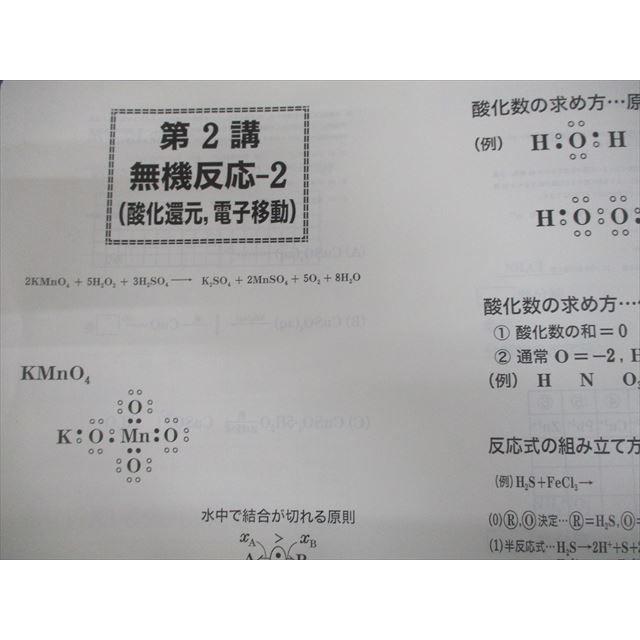 第2講
無機反応-2
(酸化還元,電子移動)
2KMnO₄ + 5H₂O₂ + 3H₂SO₄ → K₂SO₄ + 2MnSO₄ + 5O₂ + 8H₂O
KMnO₄
O
K O Mn O
O
水中で結合が切れる原則
xA > xB
A B
酸化数の求め方…原
(例) H O H
H O O
酸化数の求め方…
① 酸化数の和=0
② 通常 O=-2, H
(例) H N O₃
反応式の組み立て方
(例) H₂S+FeCl₃→
(0)Ⓡ,Ⓞ決定…Ⓡ=H₂S,Ⓞ=
(1)半反応式…H₂S→2H⁺+S+2